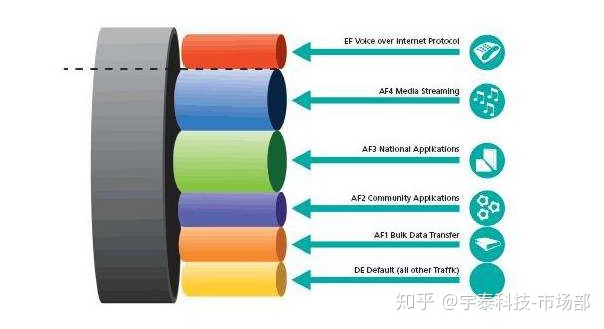 EF Voice over Internet Protocol
AF4 Media Streaming
AF3 National Applications
AF2 Community Applications
AF1 Bulk Data Transfer
DE Default (all other Traffk)
知乎 @宇泰科技-市场部